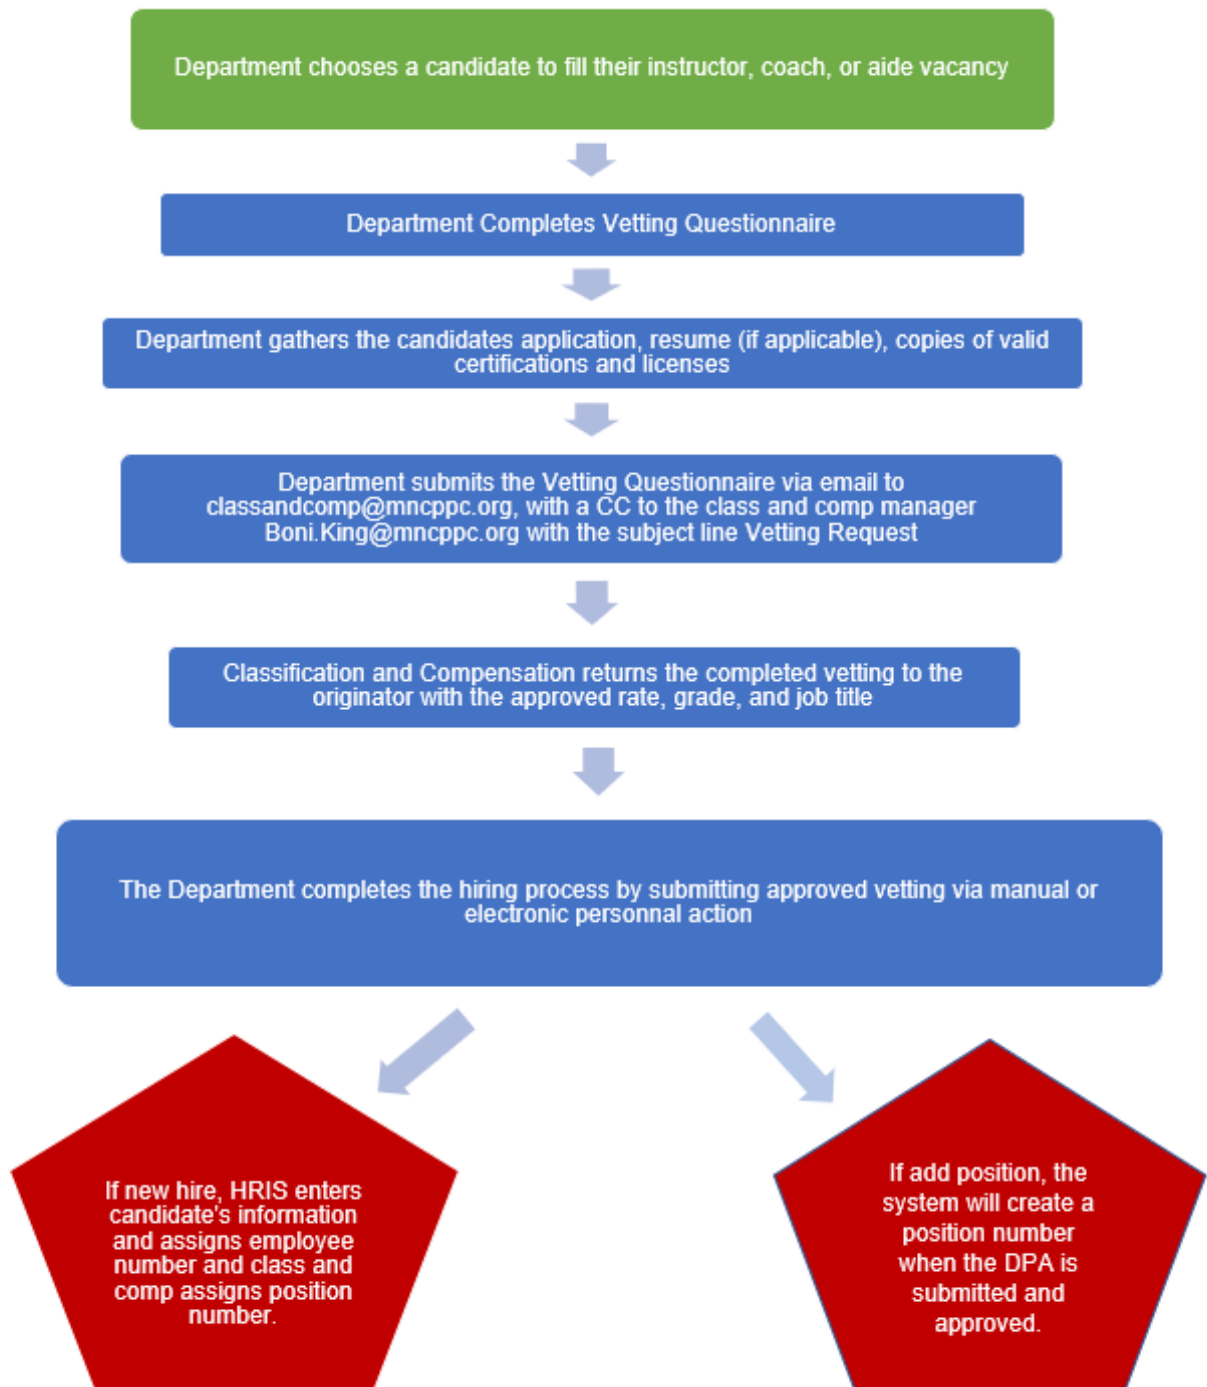 Department chooses a candidate to fill their instructor, coach, or aide vacancy
Department Completes Vetting Questionnaire
Department gathers the candidates application, resume (if applicable), copies of valid
certifications and licenses
Department submits the Vetting Questionnaire via email to
classandcomp@mncppc.org, with a CC to the class and comp manager
Boni.King@mncppc.org with the subject line Vetting Request
Classification and Compensation returns the completed vetting to the
originator with the approved rate, grade, and job title
The Department completes the hiring process by submitting approved vetting via manual or
electronic personnal action
If new hire, HRIS enters
candidate's information
and assigns employee
number and class and
comp assigns position
number.
If add position, the
system will create a
position number
when the DPA is
submitted and
approved.